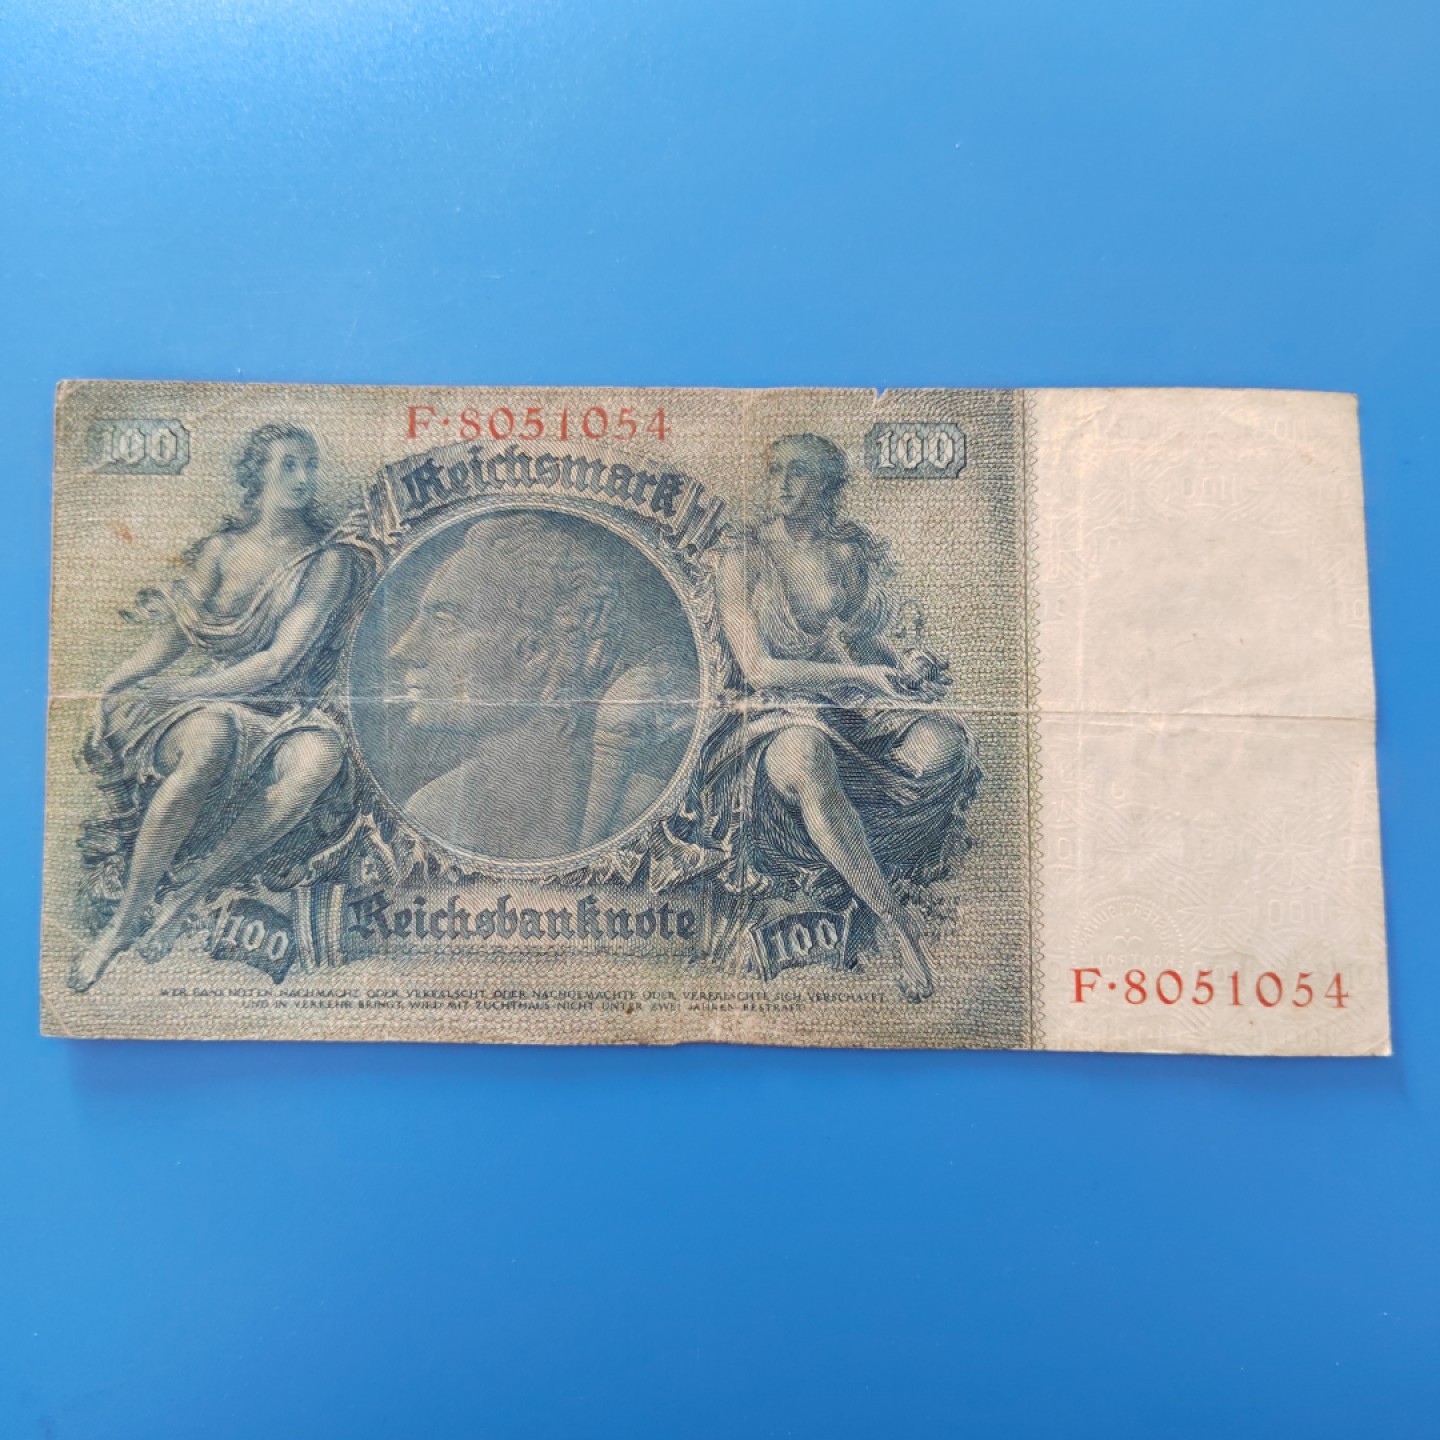 100
F·8051054
100
Reichsmark
Reichsbanknote
100
100
WER BANKNOTEN NACHMACHT ODER VERFÄLSCHT, ODER NACHGEMACHTE ODER VERFÄLSCHTE SICH VERSCHAFFT
UND IN VERKEHR BRINGT, WIRD MIT ZUCHTHAUS NICHT UNTER ZWEI JAHREN BESTRAFT
F·8051054